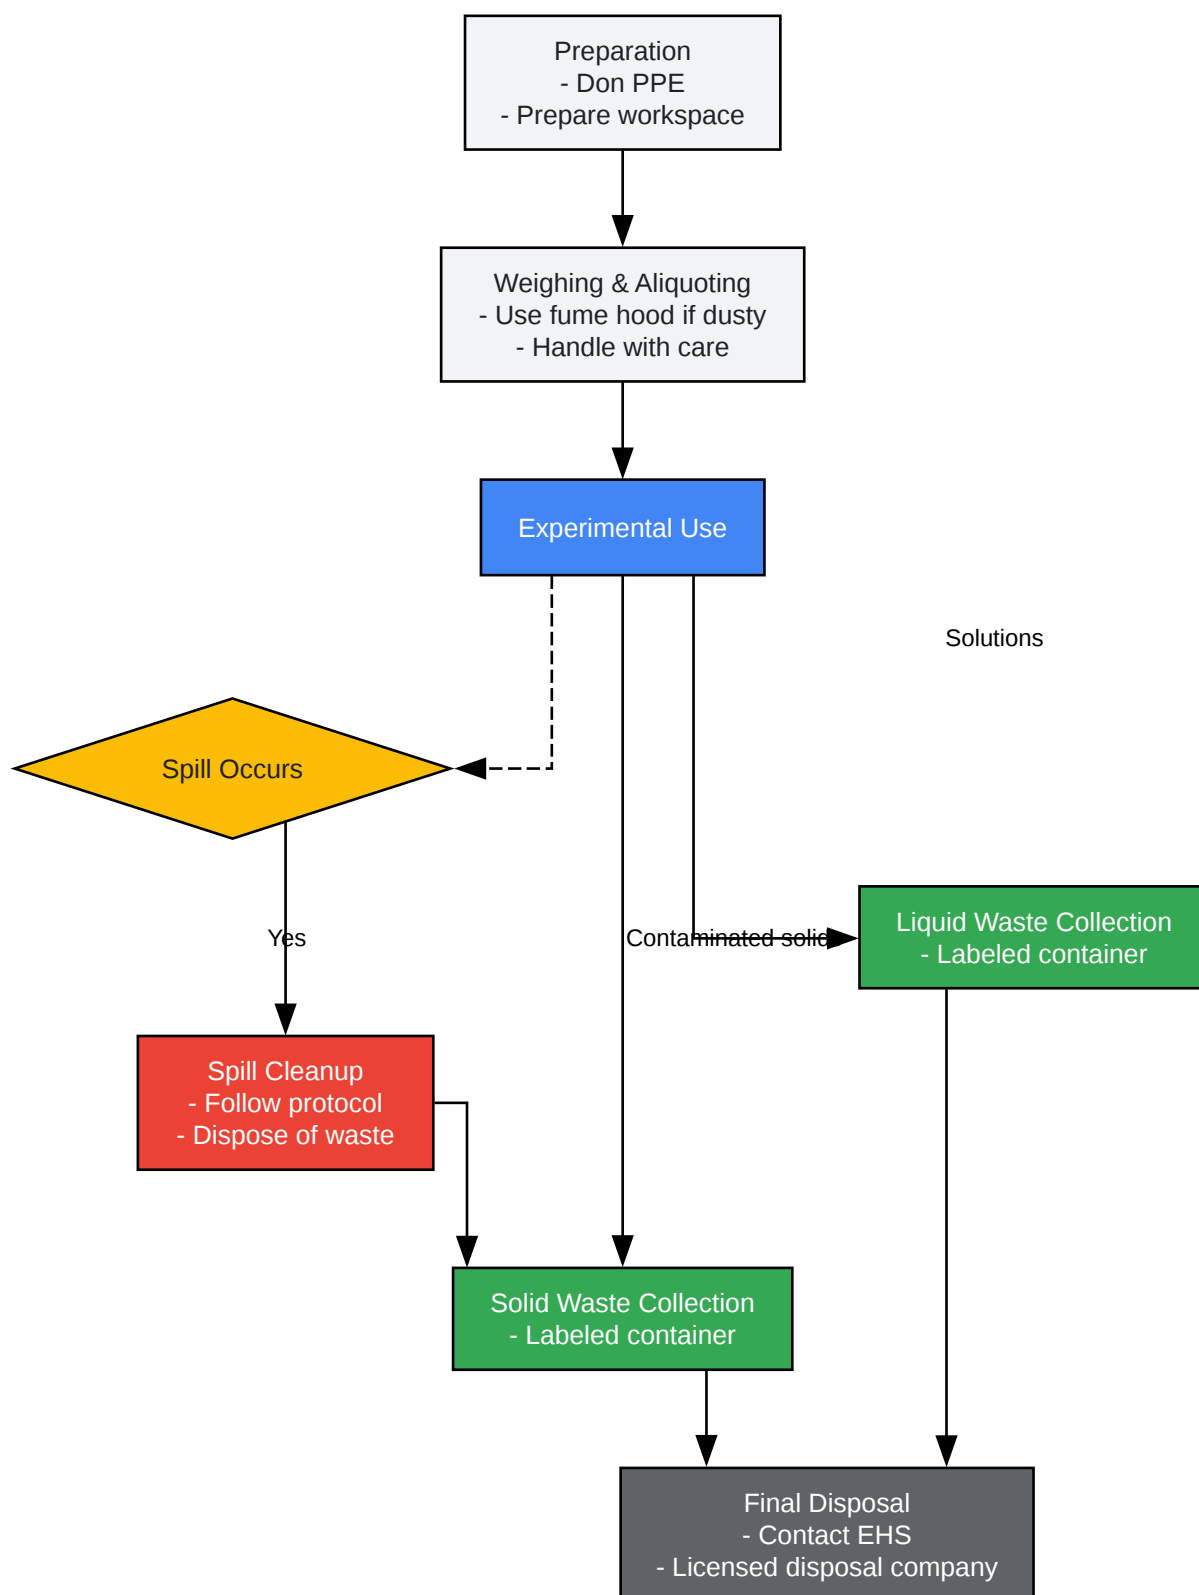 Preparation
- Don PPE
- Prepare workspace
Weighing & Aliquoting
- Use fume hood if dusty
- Handle with care
Experimental Use
Solutions
Spill Occurs
Yes
Contaminated solid
Liquid Waste Collection
- Labeled container
Spill Cleanup
- Follow protocol
- Dispose of waste
Solid Waste Collection
- Labeled container
Final Disposal
- Contact EHS
- Licensed disposal company